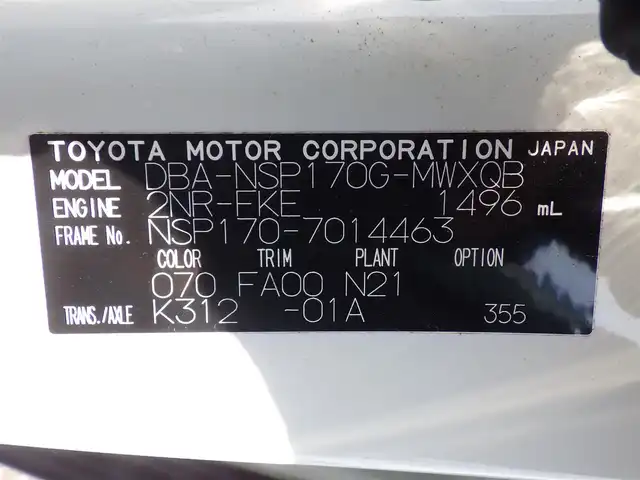 TOYOTA MOTOR CORPORATION JAPAN
MODEL DBA-NSP170G-MWXQB
ENGINE 2NR-FKE 1496 mL
FRAME No. NSP170-7014463
COLOR TRIM PLANT OPTION
070 FA00 N21
TRANS./AXLE K312 -01A 355